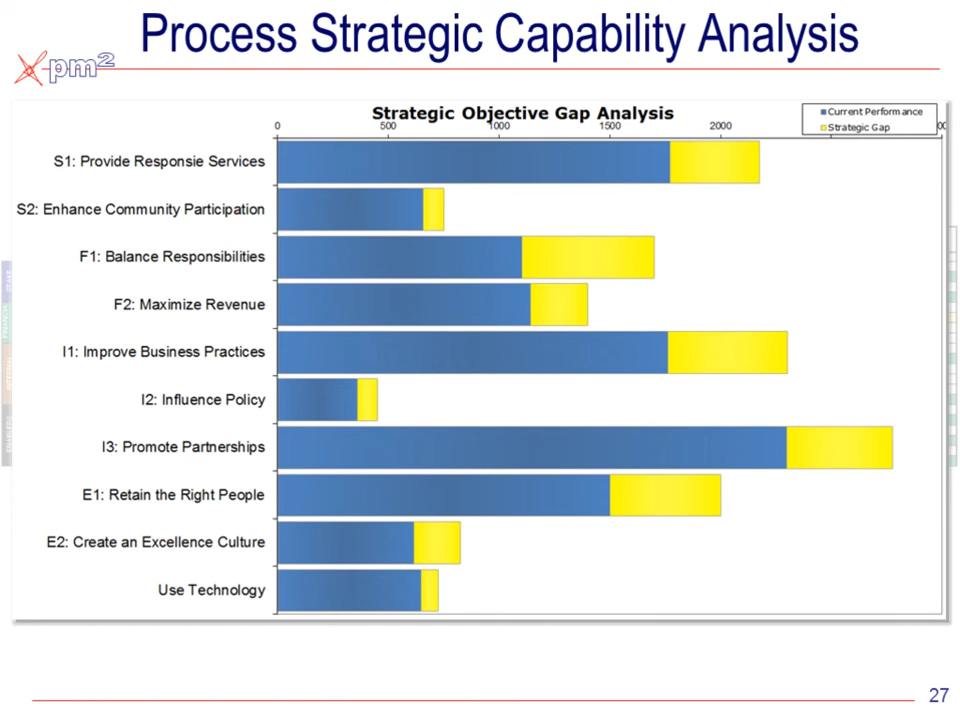 Process Strategic Capability Analysis
pm2
Strategic Objective Gap Analysis
Current Performance
Strategic Gap
0 500 1000 1500 2000
S1: Provide Responsie Services
S2: Enhance Community Participation
F1: Balance Responsibilities
F2: Maximize Revenue
I1: Improve Business Practices
I2: Influence Policy
I3: Promote Partnerships
E1: Retain the Right People
E2: Create an Excellence Culture
Use Technology
27